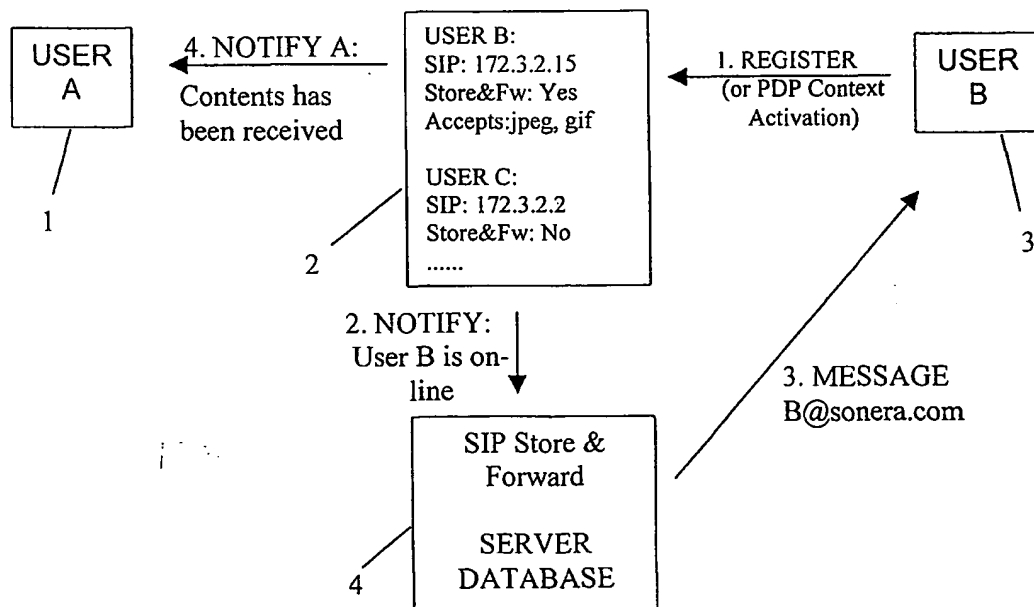 USER
A
4. NOTIFY A:
Contents has
been received
USER B:
SIP: 172.3.2.15
Store&Fw: Yes
Accepts:jpeg, gif
USER C:
SIP: 172.3.2.2
Store&Fw: No
......
1. REGISTER
(or PDP Context
Activation)
USER
B
1
2
3
2. NOTIFY:
User B is on-
line
3. MESSAGE
B@sonera.com
SIP Store &
Forward
SERVER
DATABASE
4